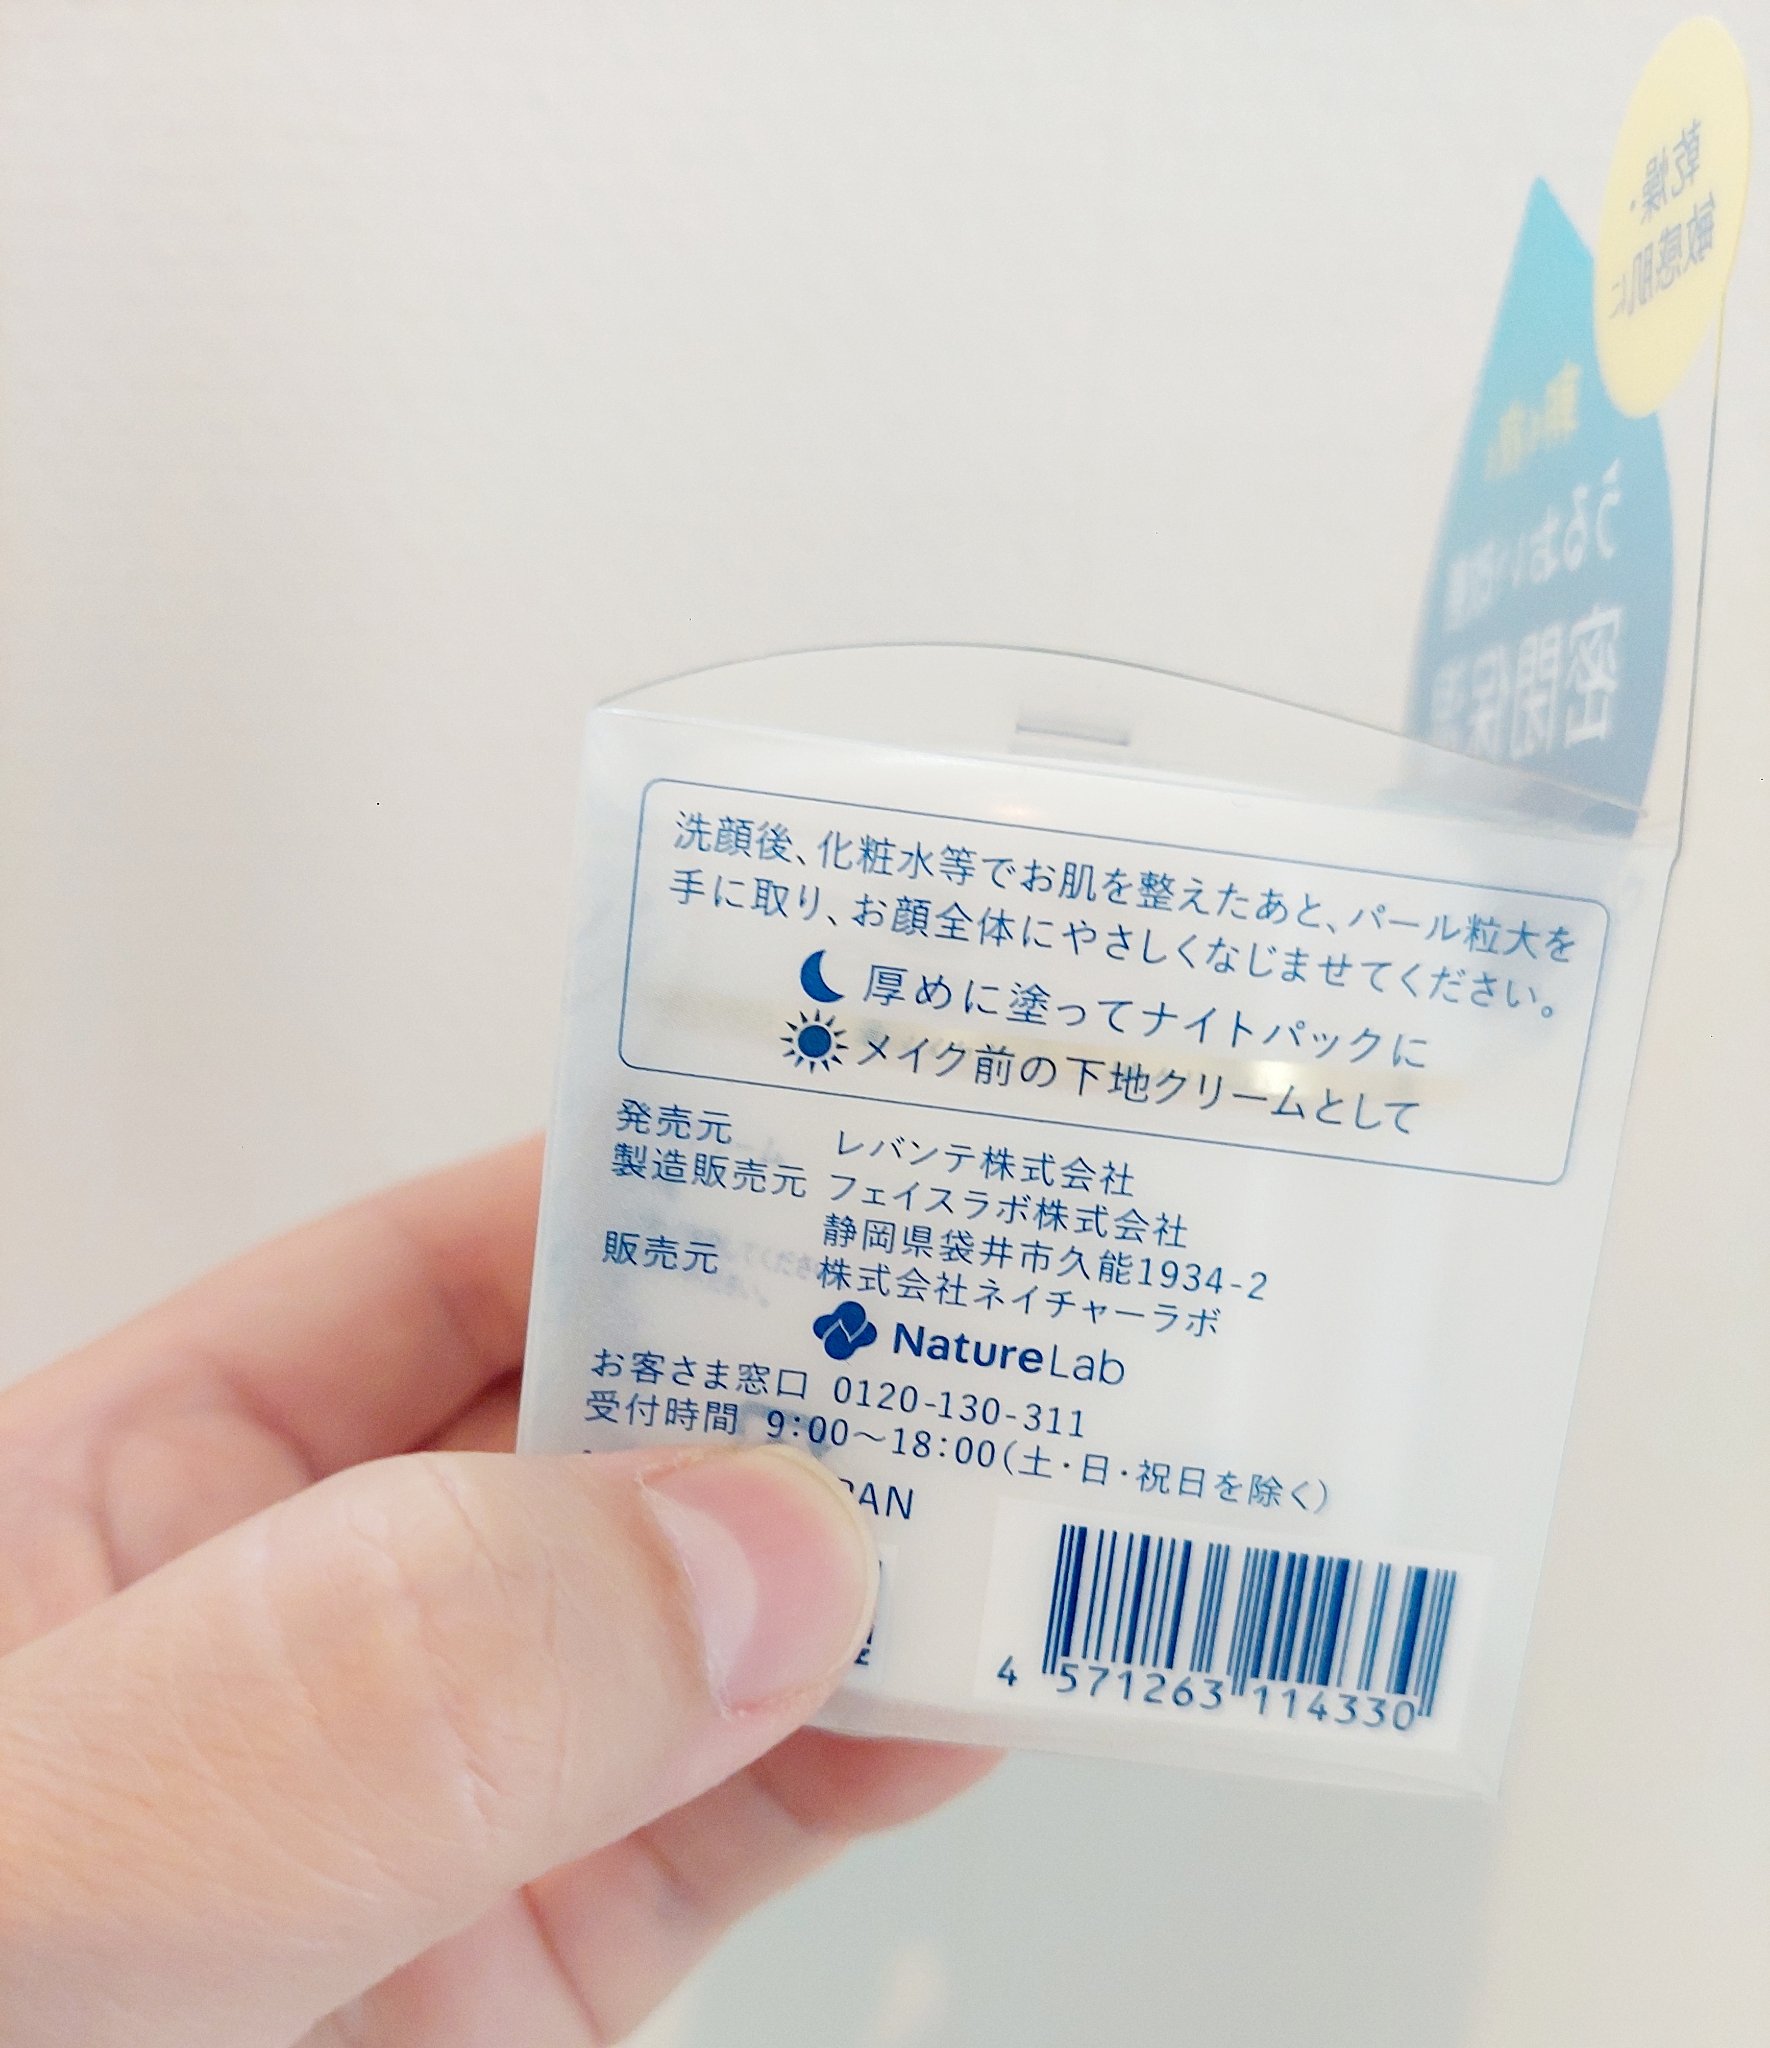 乾燥・
敏感肌に
うるおい密閉
密閉保湿
洗顔後、化粧水等でお肌を整えたあと、パール粒大を
手に取り、お顔全体にやさしくなじませてください。
厚めに塗ってナイトパックに
メイク前の下地クリームとして
発売元 レバンテ株式会社
製造販売元 フェイスラボ株式会社
静岡県袋井市久能1934-2
販売元 株式会社ネイチャーラボ
NatureLab
お客さま窓口 0120-130-311
受付時間 9:00〜18:00(土・日・祝日を除く)
PAN
4 571263 114330